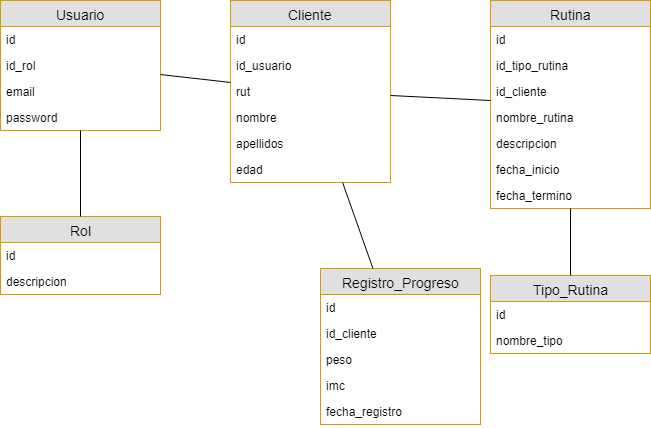 Usuario
id
id_rol
email
password
Cliente
id
id_usuario
rut
nombre
apellidos
edad
Rutina
id
id_tipo_rutina
id_cliente
nombre_rutina
descripcion
fecha_inicio
fecha_termino
Rol
id
descripcion
Registro_Progreso
id
id_cliente
peso
imc
fecha_registro
Tipo_Rutina
id
nombre_tipo